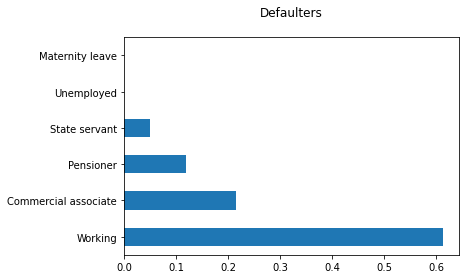 Defaulters
Maternity leave
Unemployed
State servant
Pensioner
Commercial associate
Working
0.0 0.1 0.2 0.3 0.4 0.5 0.6